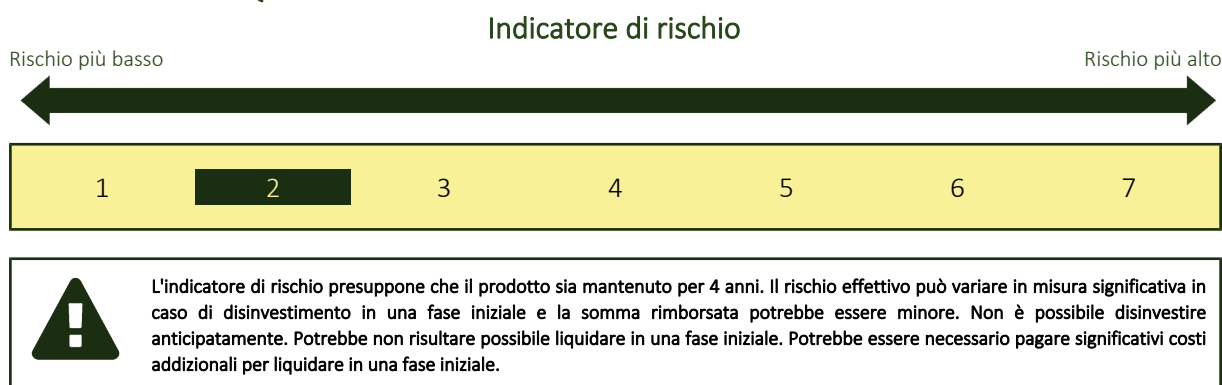 Indicatore di rischio
Rischio più basso
Rischio più alto
1 2 3 4 5 6 7
L'indicatore di rischio presuppone che il prodotto sia mantenuto per 4 anni. Il rischio effettivo può variare in misura significativa in
caso di disinvestimento in una fase iniziale e la somma rimborsata potrebbe essere minore. Non è possibile disinvestire
anticipatamente. Potrebbe non risultare possibile liquidare in una fase iniziale. Potrebbe essere necessario pagare significativi costi
addizionali per liquidare in una fase iniziale.